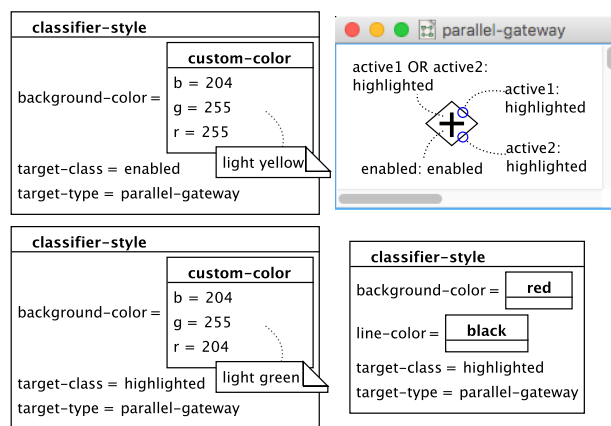 classifier-style
custom-color
background-color =
b = 204
g = 255
r = 255
light yellow
target-class = enabled
target-type = parallel-gateway
parallel-gateway
active1 OR active2:
highlighted
active1:
highlighted
active2:
highlighted
enabled: enabled
classifier-style
custom-color
background-color =
b = 204
g = 255
r = 204
light green
target-class = highlighted
target-type = parallel-gateway
classifier-style
background-color = red
line-color = black
target-class = highlighted
target-type = parallel-gateway